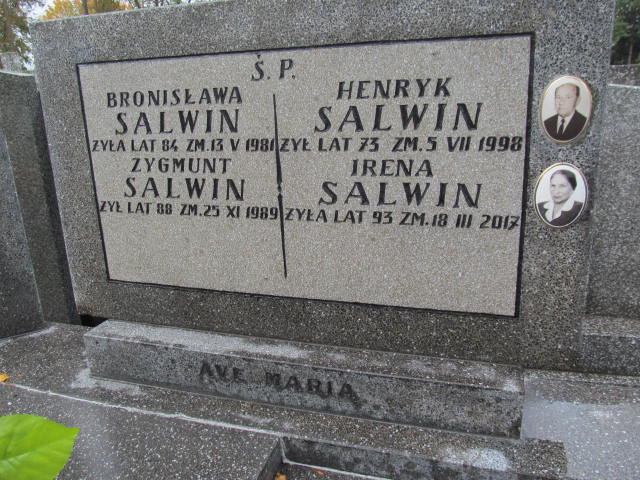 Ś. P.
BRONISŁAWA
SALWIN
ŻYŁA LAT 84 ZM. 13 V 1981
ZYGMUNT
SALWIN
ŻYŁ LAT 88 ZM. 25 XI 1989
HENRYK
SALWIN
ŻYŁ LAT 73 ZM. 5 VII 1998
IRENA
SALWIN
ŻYŁA LAT 93 ZM. 18 III 2017
AVE MARIA